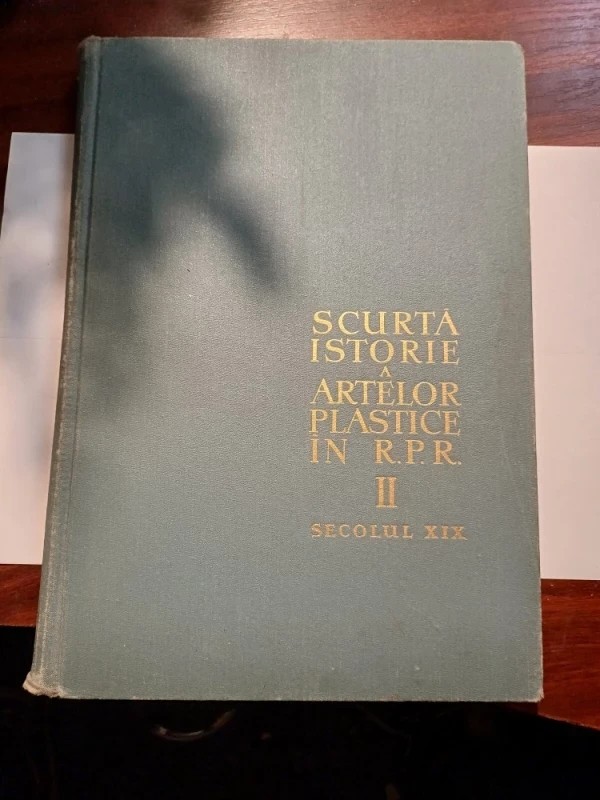 SCURTĂ
ISTORIE
A
ARTELOR
PLASTICE
ÎN R.P.R.
II
SECOLUL XIX